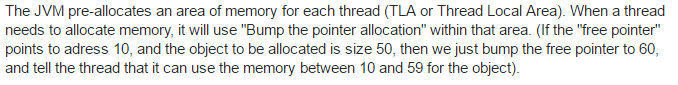 The JVM pre-allocates an area of memory for each thread (TLA or Thread Local Area). When a thread
needs to allocate memory, it will use "Bump the pointer allocation" within that area. (If the "free pointer"
points to adress 10, and the object to be allocated is size 50, then we just bump the free pointer to 60,
and tell the thread that it can use the memory between 10 and 59 for the object).